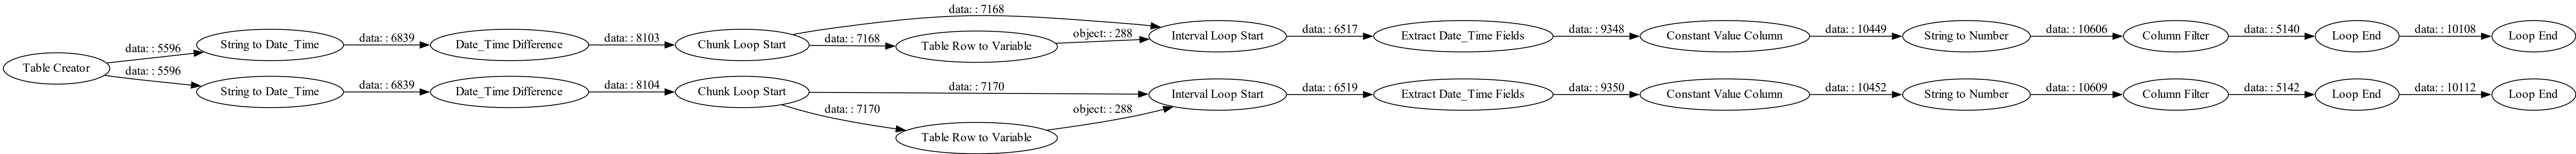 Table Creator
data: : 5596
String to Date_Time
data: : 6839
Date_Time Difference
data: : 8103
Chunk Loop Start
data: : 7168
data: : 7168
Table Row to Variable
object: : 288
Interval Loop Start
data: : 6517
Extract Date_Time Fields
data: : 9348
Constant Value Column
data: : 10449
String to Number
data: : 10606
Column Filter
data: : 5140
Loop End
data: : 10108
Loop End
data: : 5596
String to Date_Time
data: : 6839
Date_Time Difference
data: : 8104
Chunk Loop Start
data: : 7170
data: : 7170
Table Row to Variable
object: : 288
Interval Loop Start
data: : 6519
Extract Date_Time Fields
data: : 9350
Constant Value Column
data: : 10452
String to Number
data: : 10609
Column Filter
data: : 5142
Loop End
data: : 10112
Loop End